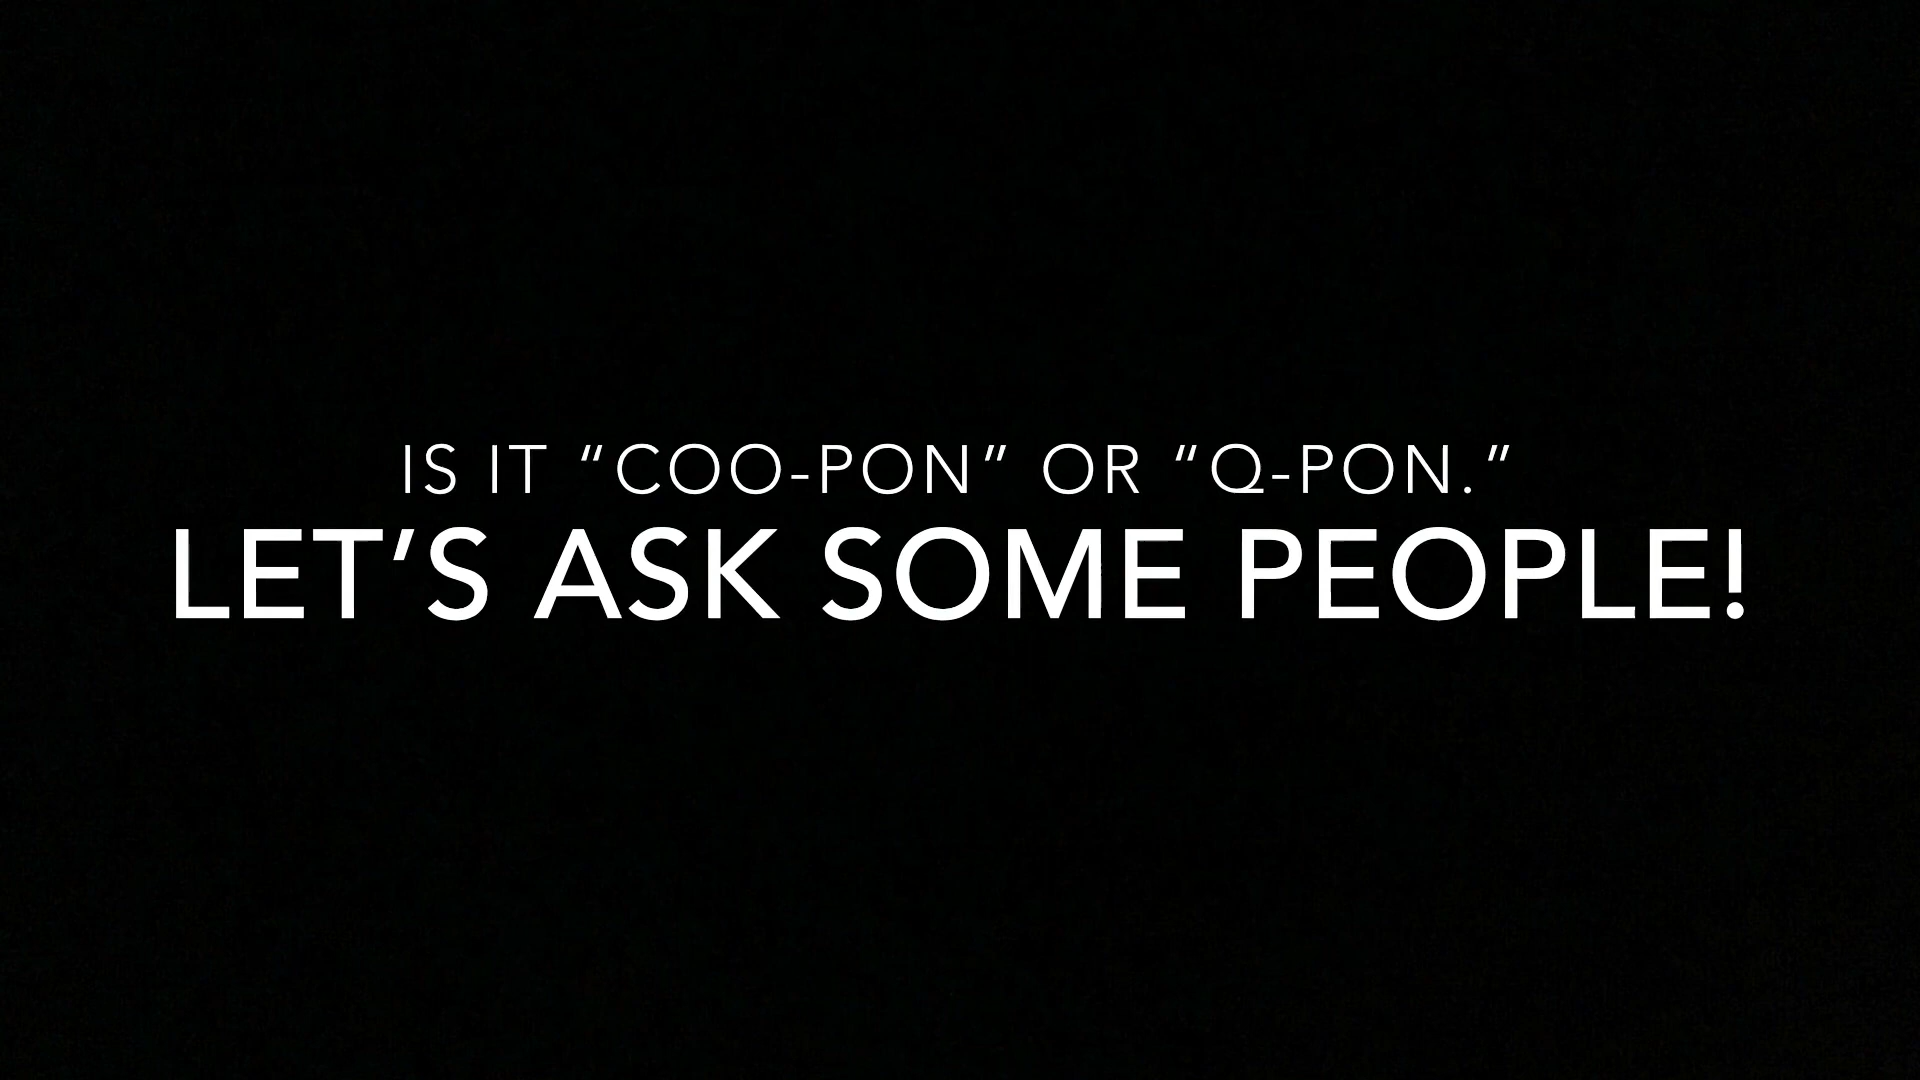 IS IT “COO-PON” OR “Q-PON.”
LET’S ASK SOME PEOPLE!